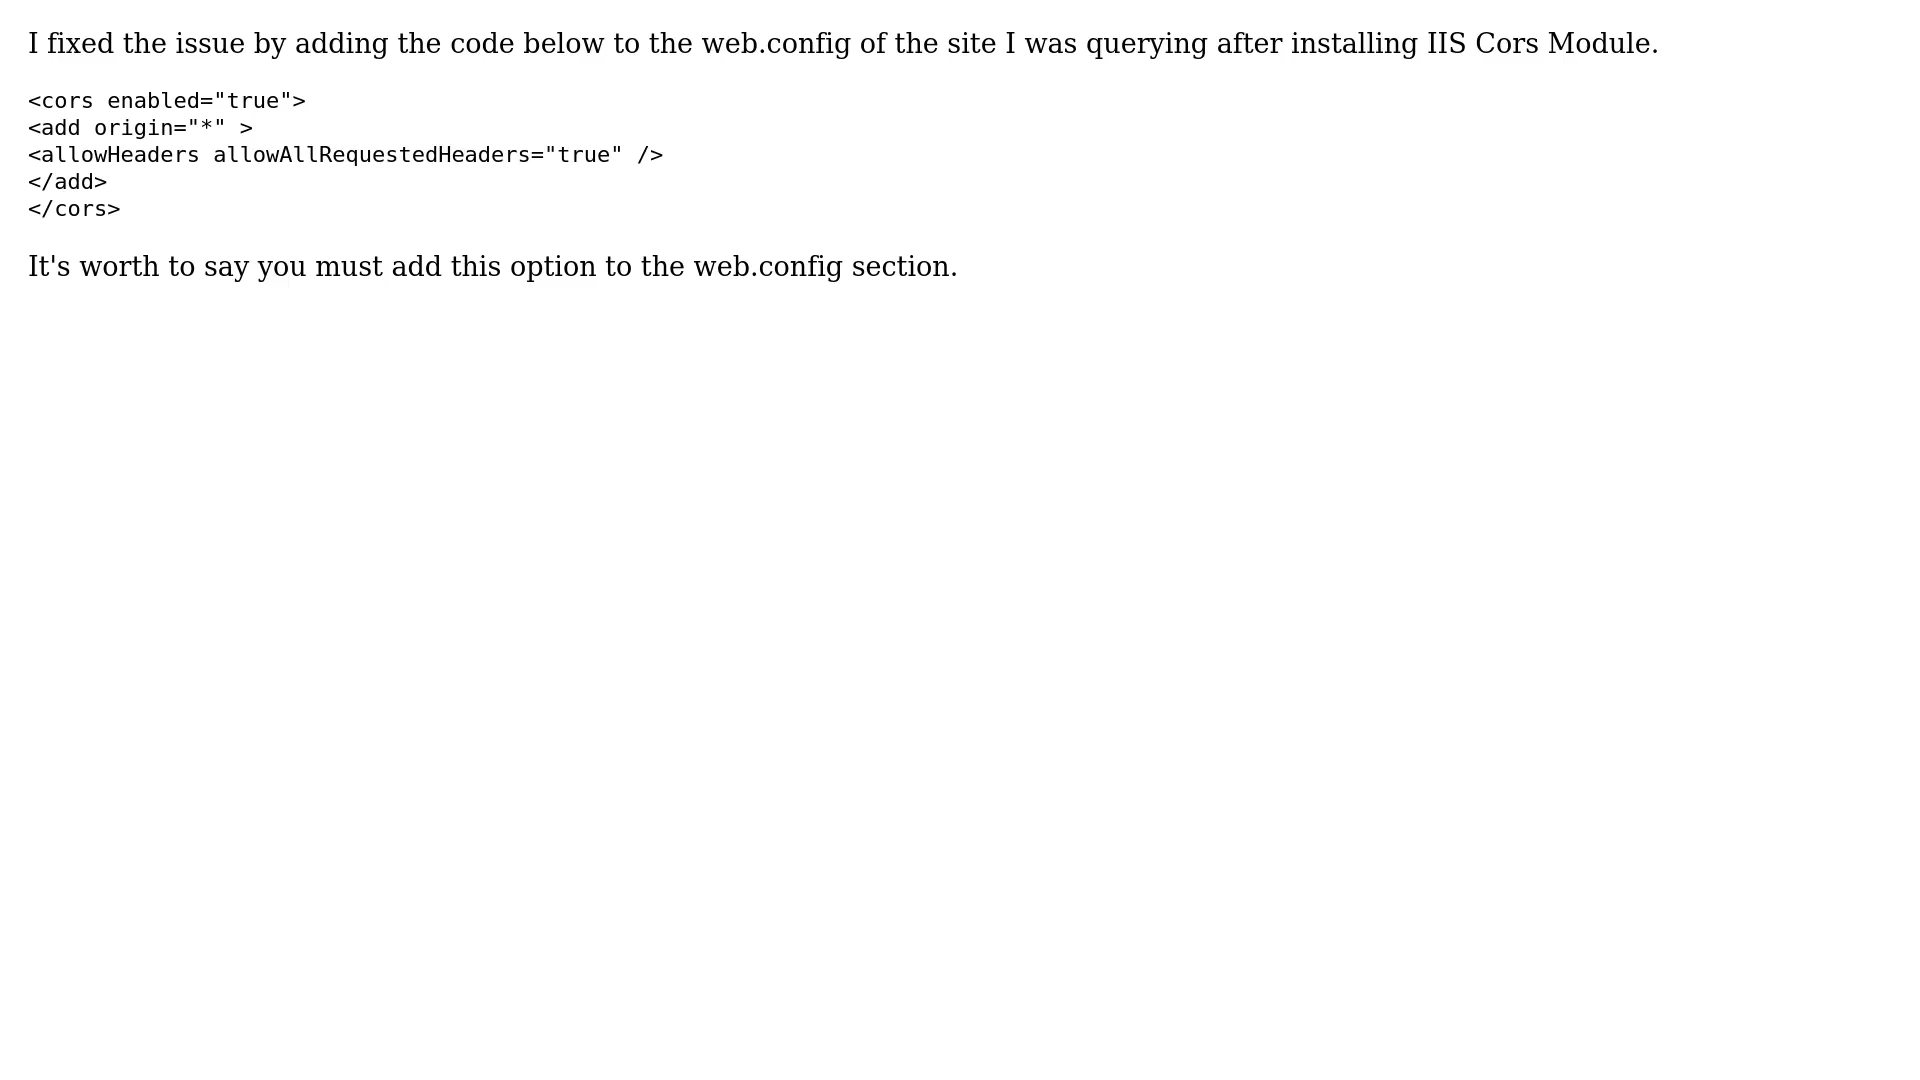 I fixed the issue by adding the code below to the web.config of the site I was querying after installing IIS Cors Module.
<cors enabled="true">
<add origin="*" >
<allowHeaders allowAllRequestedHeaders="true" />
</add>
</cors>
It's worth to say you must add this option to the web.config section.